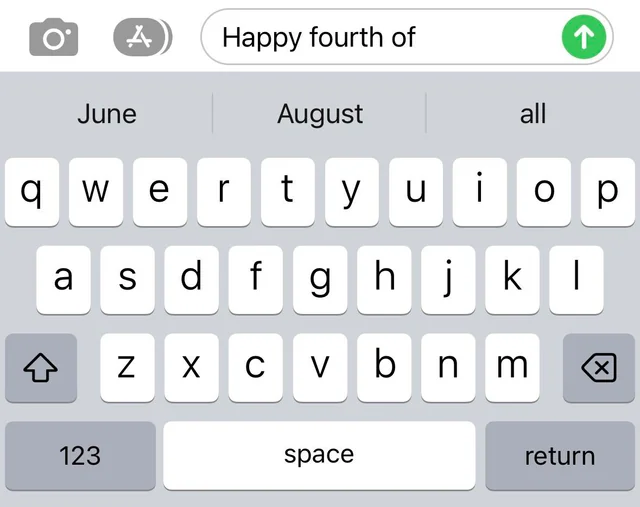 Happy fourth of
June August all
q w e r t y u i o p
a s d f g h j k l
z x c v b n m
123 space return